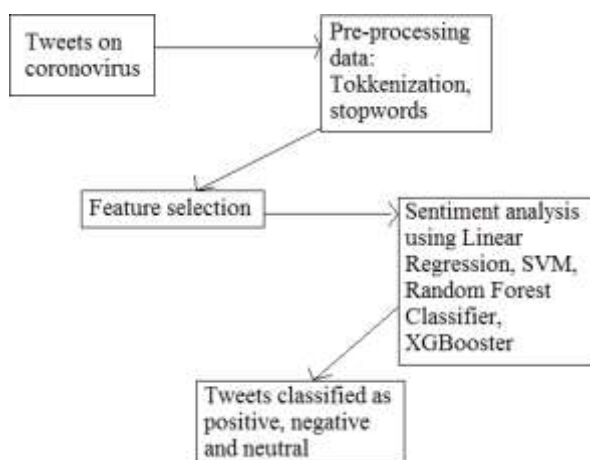 Tweets on
coronovirus
Pre-processing
data:
Tokkenization,
stopwords
Feature selection
Sentiment analysis
using Linear
Regression, SVM,
Random Forest
Classifier,
XGBooster
Tweets classified as
positive, negative
and neutral